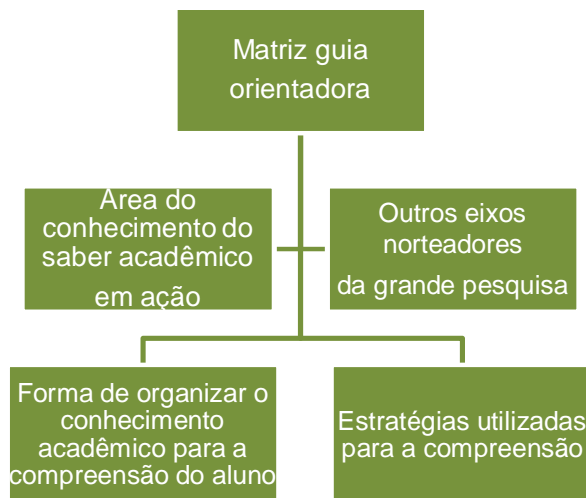 Matriz guia
orientadora
Área do
conhecimento do
saber acadêmico
em ação
Outros eixos
norteadores
da grande pesquisa
Forma de organizar o
conhecimento
acadêmico para a
compreensão do aluno
Estratégias utilizadas
para a compreensão